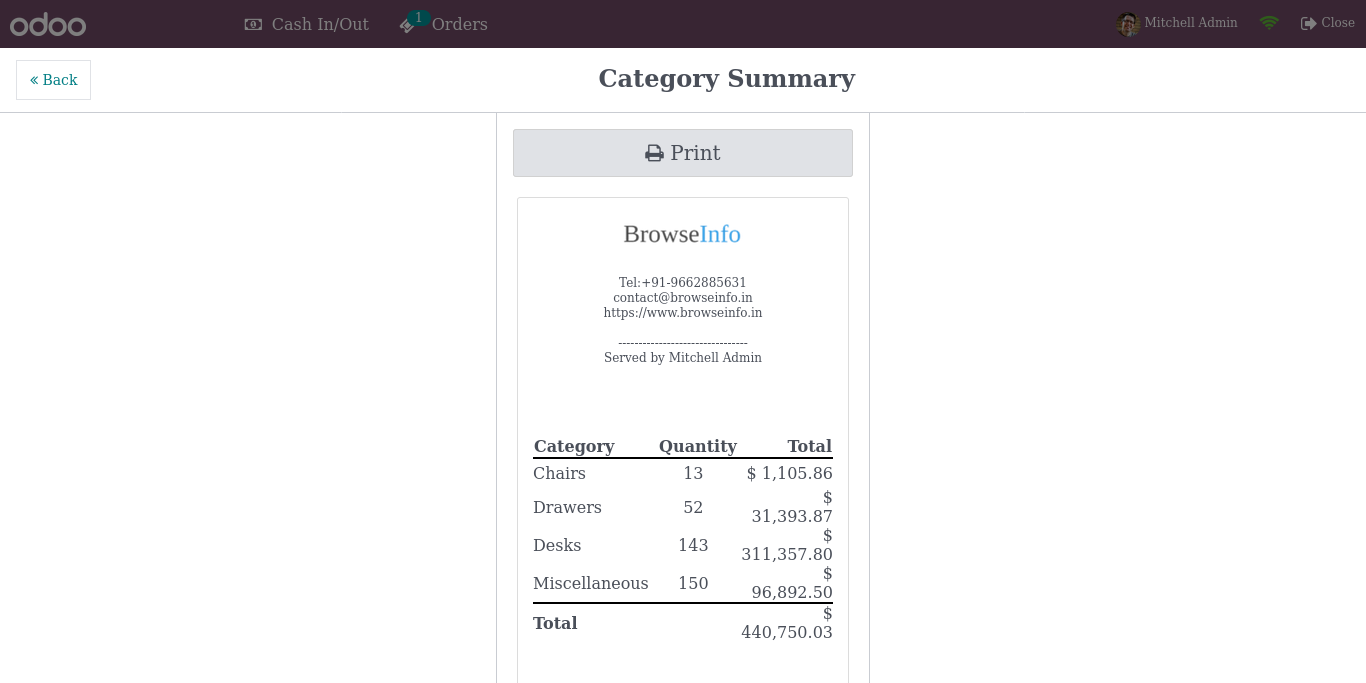 odoo Cash In/Out 1 Orders Mitchell Admin Close
« Back Category Summary
Print
BrowseInfo
Tel:+91-9662885631
contact@browseinfo.in
https://www.browseinfo.in
--------------------------------
Served by Mitchell Admin
Category Quantity Total
Chairs 13 $ 1,105.86
Drawers 52 $
31,393.87
Desks 143 $
311,357.80
Miscellaneous 150 $
96,892.50
Total $
440,750.03